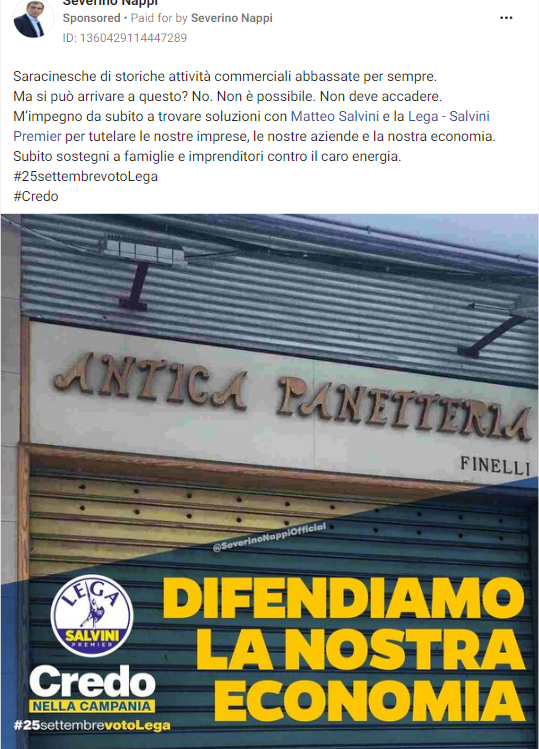 Severino Nappi
Sponsored • Paid for by Severino Nappi
ID: 1360429114447289
Saracinesche di storiche attività commerciali abbassate per sempre.
Ma si può arrivare a questo? No. Non è possibile. Non deve accadere.
M'impegno da subito a trovare soluzioni con Matteo Salvini e la Lega - Salvini
Premier per tutelare le nostre imprese, le nostre aziende e la nostra economia.
Subito sostegni a famiglie e imprenditori contro il caro energia.
#25settembrevotoLega
#Credo
ANTICA PANETTERIA
FINELLI
@SeverinoNappiOfficial
LEGA
SALVINI
PREMIER
Credo
NELLA CAMPANIA
#25settembrevotoLega
DIFENDIAMO
LA NOSTRA
ECONOMIA